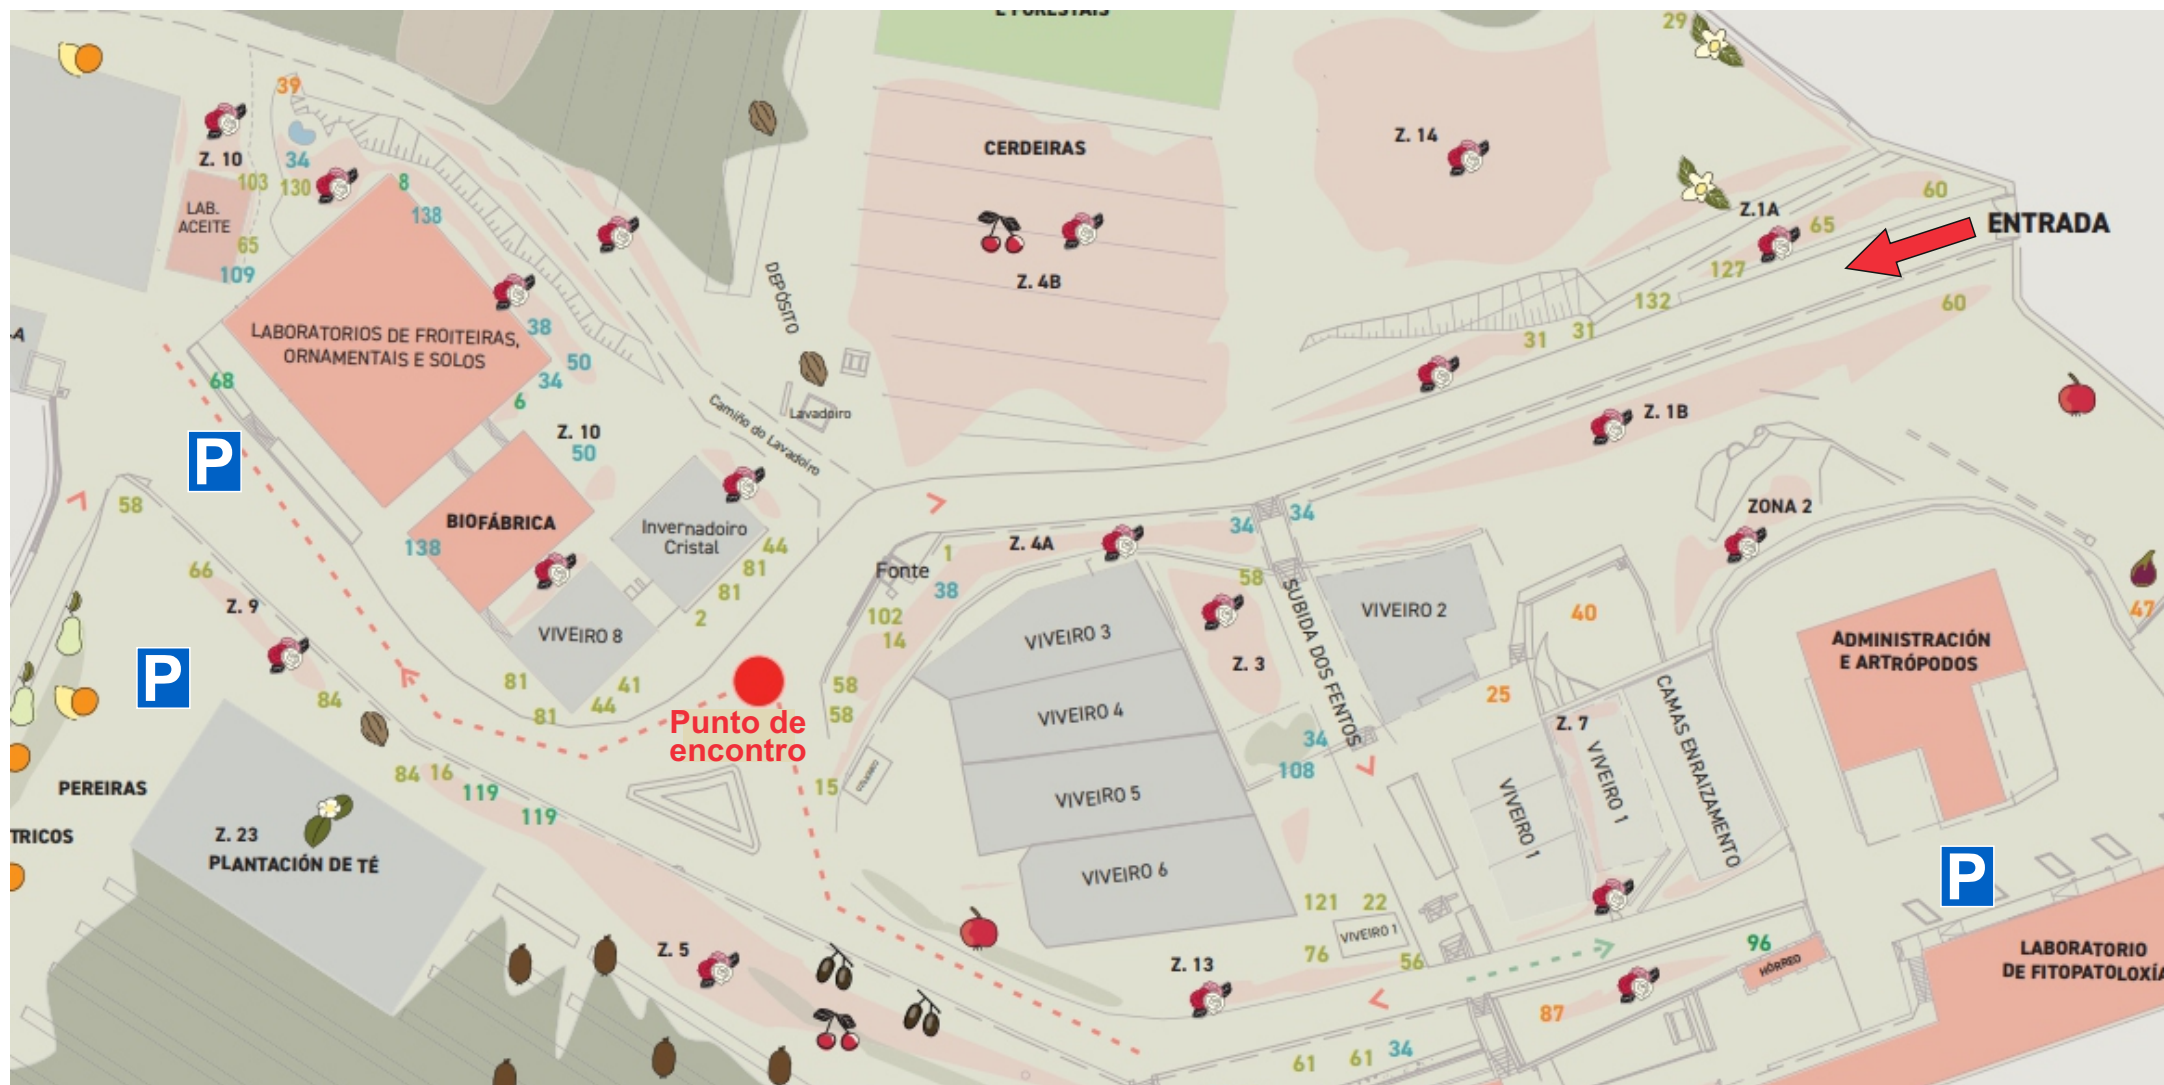 E FORESTAIS
29
39
Z. 10
34
103
130
8
138
LAB.
ACEITE
65
109
CERDEIRAS
Z. 14
Z. 4B
60
Z.1A
65
ENTRADA
127
132
60
31
31
DEPÓSITO
LABORATORIOS DE FROITEIRAS,
ORNAMENTAIS E SOLOS
38
50
34
6
68
P
Camiño do Lavadoiro
Lavadoiro
Z. 1B
Z. 10
50
58
BIOFÁBRICA
138
Invernadoiro
Cristal
44
81
81
2
Fonte
1
38
102
14
Z. 4A
34
34
58
ZONA 2
66
Z. 9
VIVEIRO 8
VIVEIRO 3
VIVEIRO 2
SUBIDA DOS FENTOS
Z. 3
40
47
ADMINISTRACIÓN
E ARTRÓPODOS
P
84
81
81
44
41
58
58
Punto de
encontro
VIVEIRO 4
25
Z. 7
VIVEIRO 1
VIVEIRO 1
CAMAS ENRAIZAMENTO
34
108
84
16
119
119
15
VIVEIRO 5
PEREIRAS
TRICOS
Z. 23
PLANTACIÓN DE TÉ
VIVEIRO 6
P
121
22
VIVEIRO 1
76
56
Z. 5
Z. 13
96
HÓRREO
LABORATORIO
DE FITOPATOLOXÍA
87
61
61
34